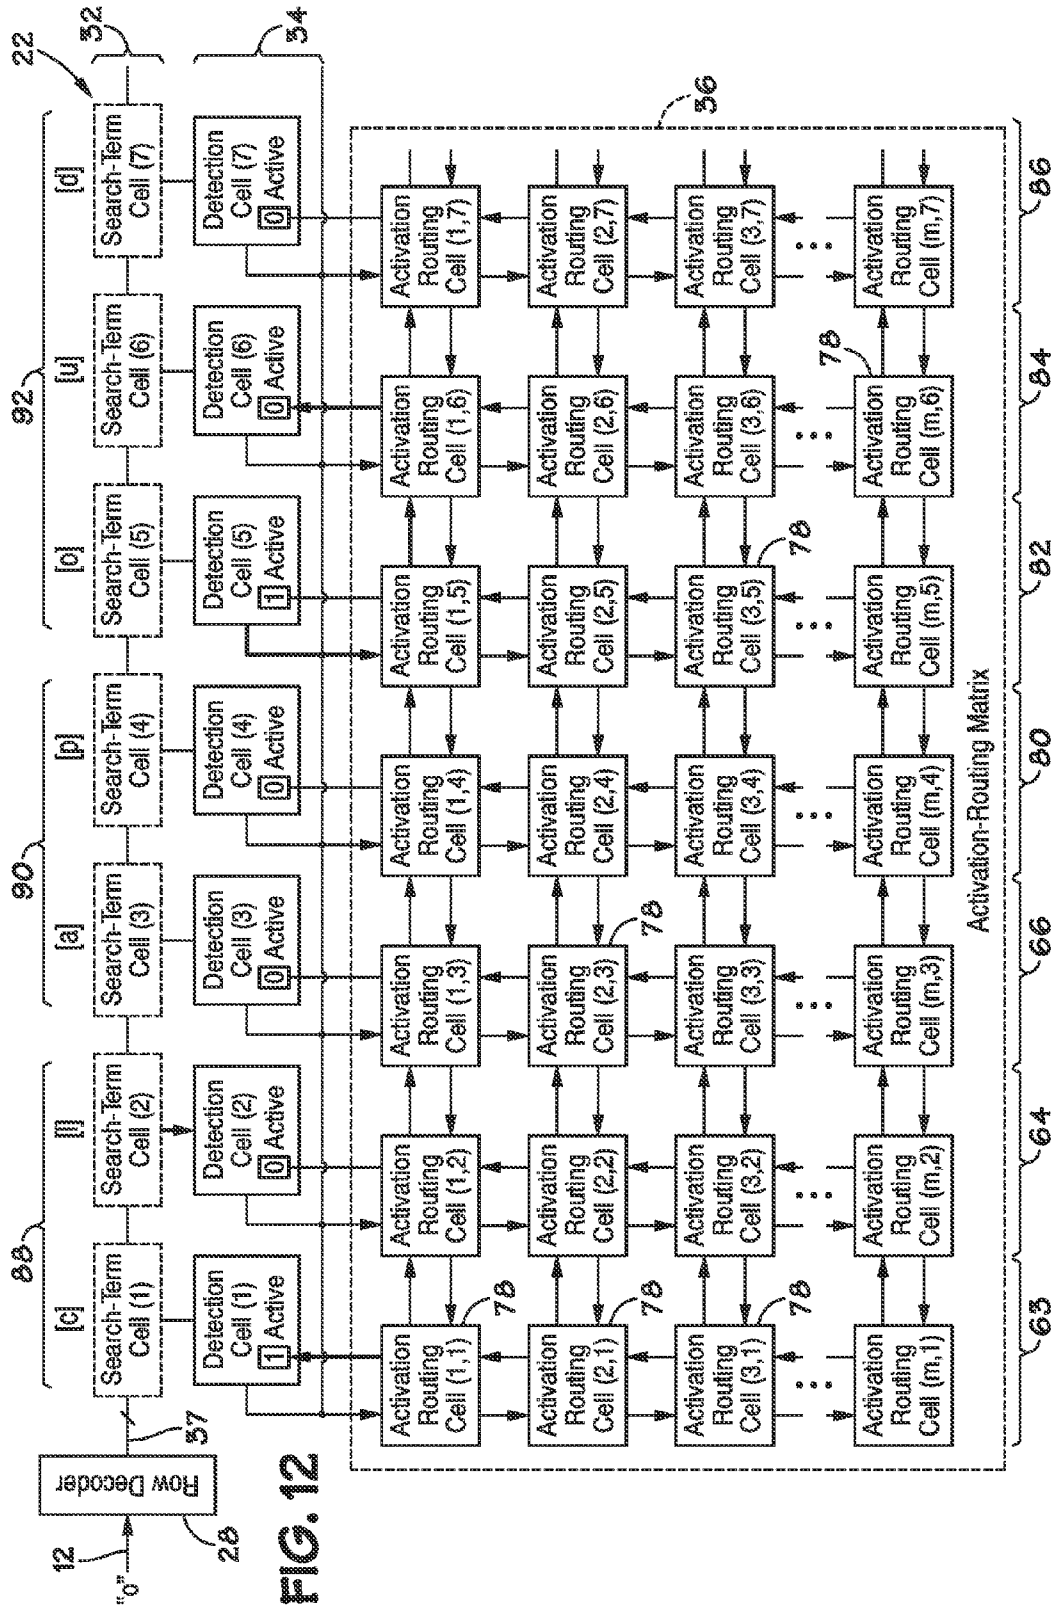 88
90
92
22
[c]
[l]
[a]
[p]
[o]
[u]
[d]
"o"
12
Row Decoder
28
37
Search-Term
Cell (1)
Search-Term
Cell (2)
Search-Term
Cell (3)
Search-Term
Cell (4)
Search-Term
Cell (5)
Search-Term
Cell (6)
Search-Term
Cell (7)
32
Detection
Cell (1)
1 Active
Detection
Cell (2)
0 Active
Detection
Cell (3)
0 Active
Detection
Cell (4)
0 Active
Detection
Cell (5)
1 Active
Detection
Cell (6)
0 Active
Detection
Cell (7)
0 Active
34
FIG. 12
Activation
Routing
Cell (1,1)
78
Activation
Routing
Cell (1,2)
Activation
Routing
Cell (1,3)
Activation
Routing
Cell (1,4)
Activation
Routing
Cell (1,5)
Activation
Routing
Cell (1,6)
Activation
Routing
Cell (1,7)
Activation
Routing
Cell (2,1)
78
Activation
Routing
Cell (2,2)
Activation
Routing
Cell (2,3)
78
Activation
Routing
Cell (2,4)
Activation
Routing
Cell (2,5)
Activation
Routing
Cell (2,6)
Activation
Routing
Cell (2,7)
36
Activation
Routing
Cell (3,1)
78
Activation
Routing
Cell (3,2)
Activation
Routing
Cell (3,3)
Activation
Routing
Cell (3,4)
Activation
Routing
Cell (3,5)
78
Activation
Routing
Cell (3,6)
Activation
Routing
Cell (3,7)
Activation
Routing
Cell (m,1)
Activation
Routing
Cell (m,2)
Activation
Routing
Cell (m,3)
Activation
Routing
Cell (m,4)
Activation
Routing
Cell (m,5)
78
Activation
Routing
Cell (m,6)
Activation
Routing
Cell (m,7)
Activation-Routing Matrix
63
64
66
80
82
84
86